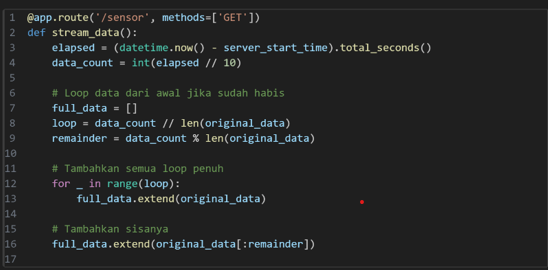 1 @app.route('/sensor', methods=['GET'])
2 def stream_data():
3     elapsed = (datetime.now() - server_start_time).total_seconds()
4     data_count = int(elapsed // 10)
5
6     # Loop data dari awal jika sudah habis
7     full_data = []
8     loop = data_count // len(original_data)
9     remainder = data_count % len(original_data)
10
11     # Tambahkan semua loop penuh
12     for _ in range(loop):
13         full_data.extend(original_data)
14
15     # Tambahkan sisanya
16     full_data.extend(original_data[:remainder])
17